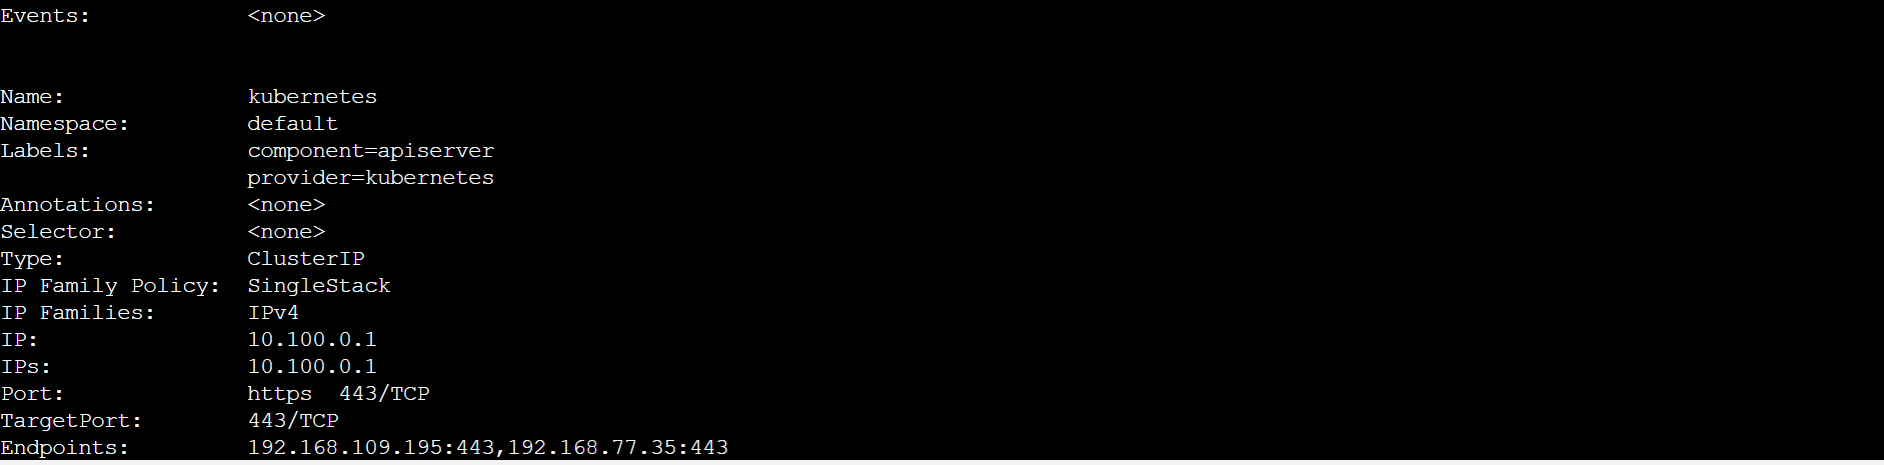 Events:            <none>
Name:              kubernetes
Namespace:         default
Labels:            component=apiserver
                   provider=kubernetes
Annotations:       <none>
Selector:          <none>
Type:              ClusterIP
IP Family Policy:  SingleStack
IP Families:       IPv4
IP:                10.100.0.1
IPs:               10.100.0.1
Port:              https  443/TCP
TargetPort:        443/TCP
Endpoints:         192.168.109.195:443,192.168.77.35:443